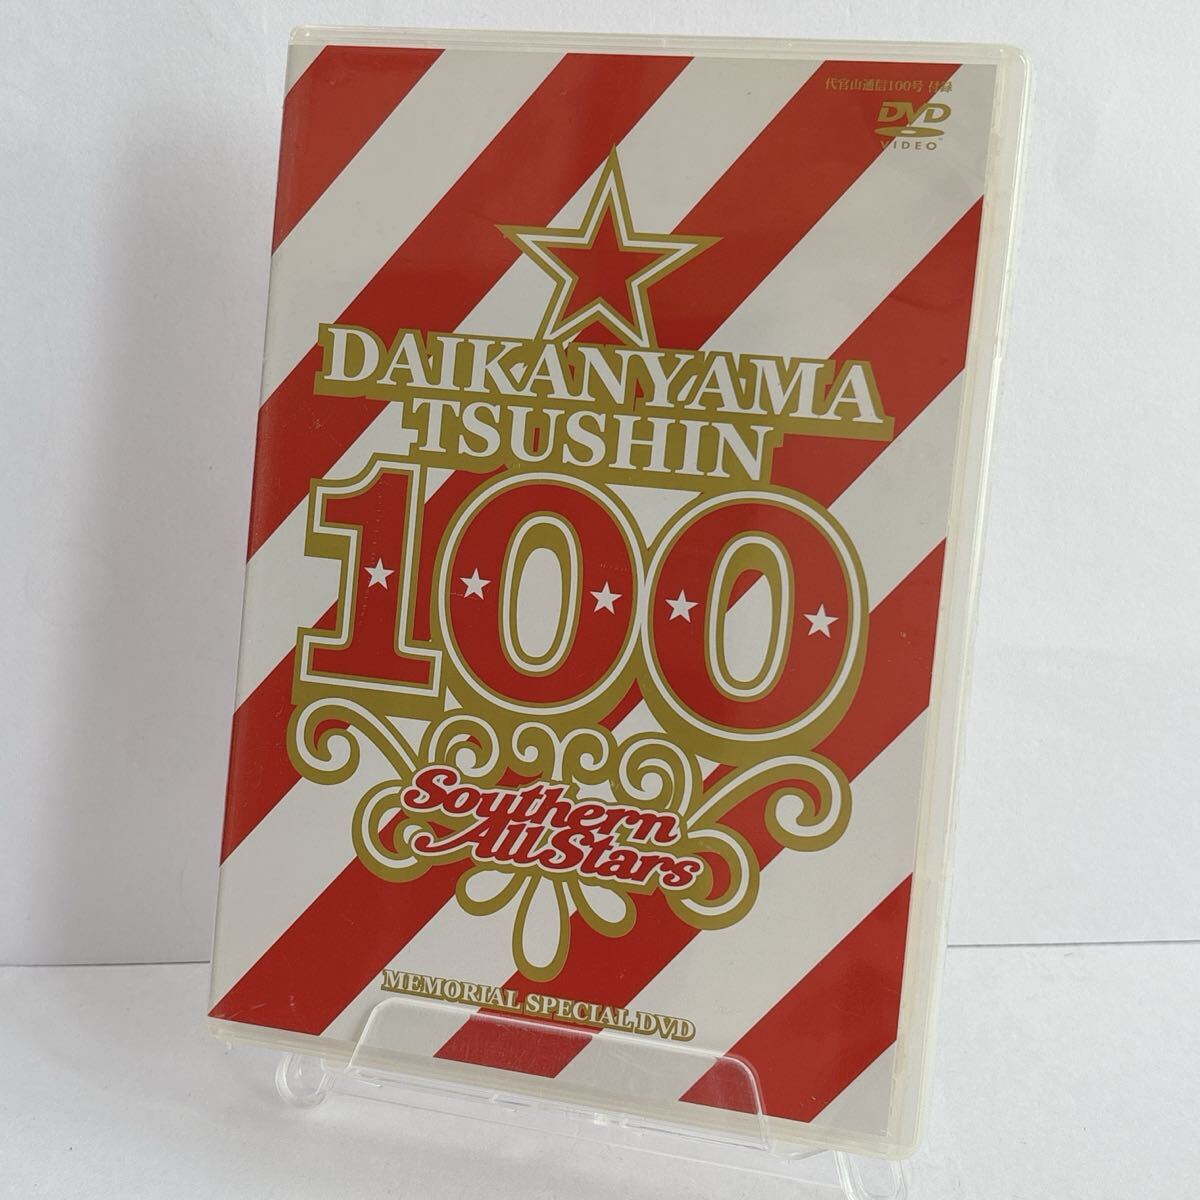 代官山通信100号 付録
DVD
VIDEO™
DAIKANYAMA
TSUSHIN
100
Southern
All Stars
MEMORIAL SPECIAL DVD